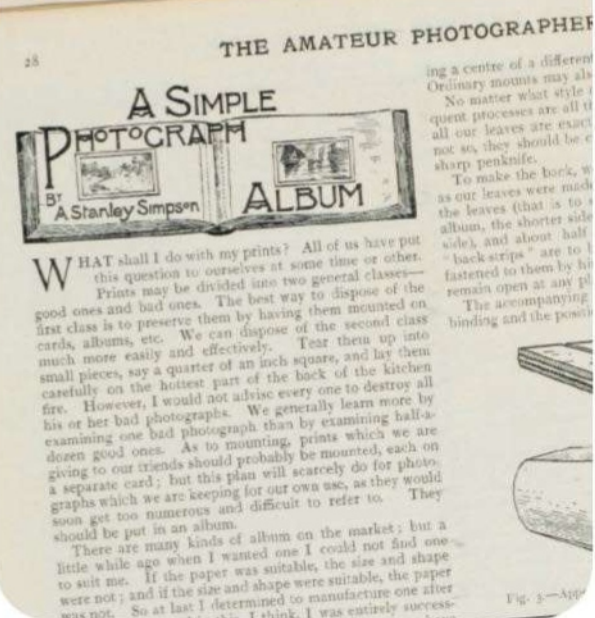 28
THE AMATEUR PHOTOGRAPHER
A SIMPLE
PHOTOGRAPH
ALBUM
BY
A. Stanley Simpson
WHAT shall I do with my prints? All of us have put
this question to ourselves at some time or other.
Prints may be divided into two general classes—
good ones and bad ones. The best way to dispose of the
first class is to preserve them by having them mounted on
cards, albums, etc. We can dispose of the second class
much more easily and effectively. Tear them up into
small pieces, say a quarter of an inch square, and lay them
carefully on the hottest part of the back of the kitchen
fire. However, I would not advise every one to destroy all
his or her bad photographs. We generally learn more by
examining one bad photograph than by examining half-a-
dozen good ones. As to mounting, prints which we are
giving to our friends should probably be mounted, each on
a separate card; but this plan will scarcely do for photo-
graphs which we are keeping for our own use, as they would
soon get too numerous and difficult to refer to. They
should be put in an album.
There are many kinds of album on the market; but a
little while ago when I wanted one I could not find one
to suit me. If the paper was suitable, the size and shape
were not; and if the size and shape were suitable, the paper
was not. So at last I determined to manufacture one after
this, I think, I was entirely success-
ing a centre of a different
Ordinary mounts may als
No matter what style
quent processes are all t
all our leaves are exact
not so, they should be c
sharp penknife.
To make the back, w
as our leaves were made
the leaves (that is to
album, the shorter side
side), and about half
"back strips" are to
fastened to them by hi
remain open at any pl
The accompanying
binding and the positi
Fig. 3.—Appe